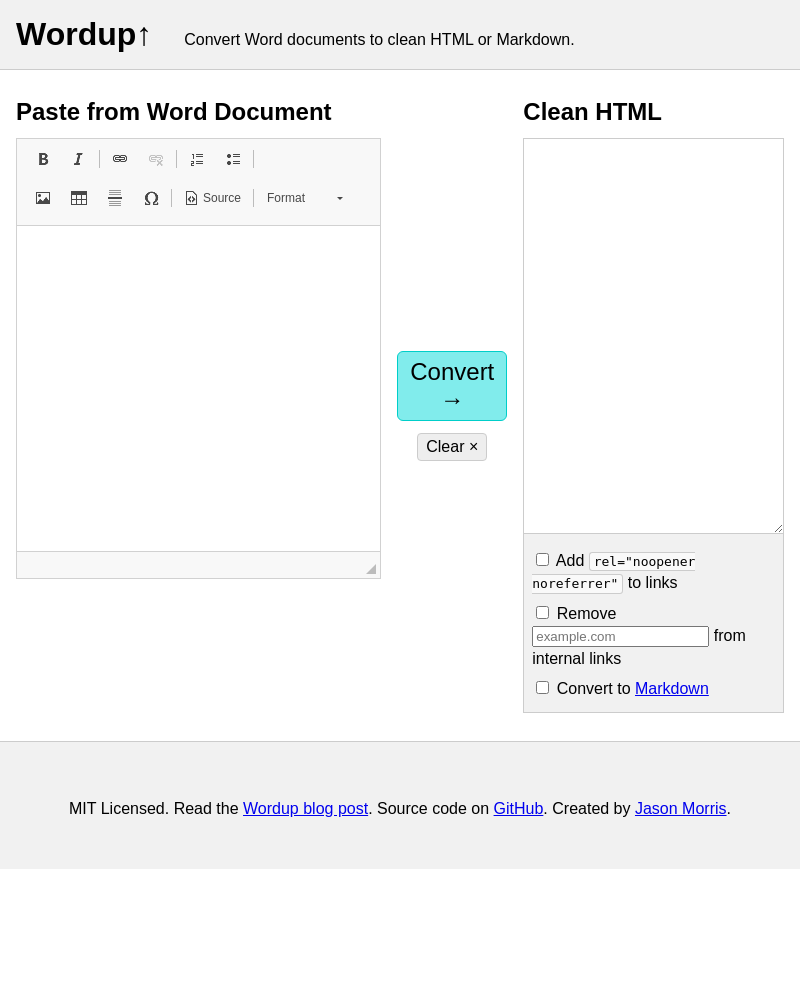 Wordup↑
Convert Word documents to clean HTML or Markdown.
Paste from Word Document
Source
Format
Convert
→
Clear ×
Clean HTML
Add rel="noopener
noreferrer" to links
Remove
example.com from
internal links
Convert to Markdown
MIT Licensed. Read the Wordup blog post. Source code on GitHub. Created by Jason Morris.